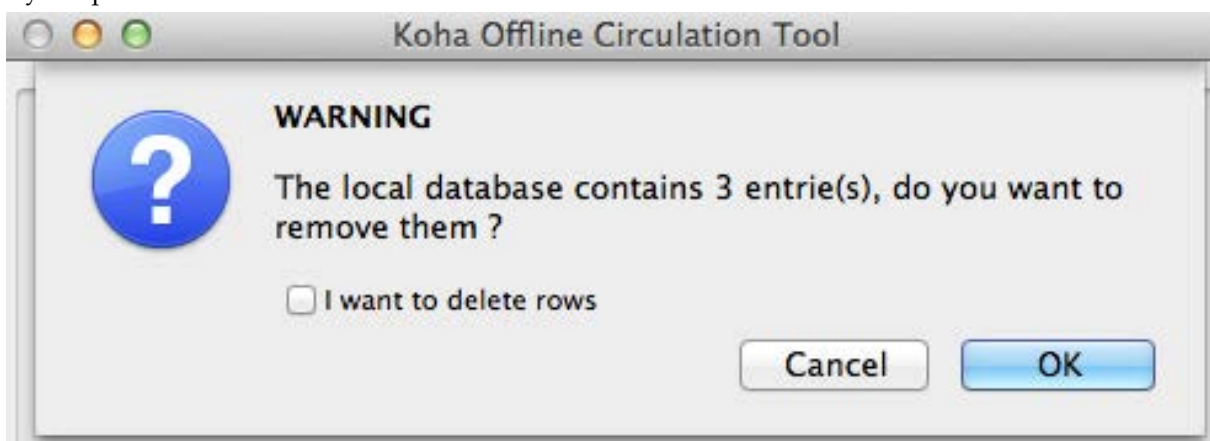 Koha Offline Circulation Tool
WARNING
The local database contains 3 entrie(s), do you want to
remove them ?
I want to delete rows
Cancel OK